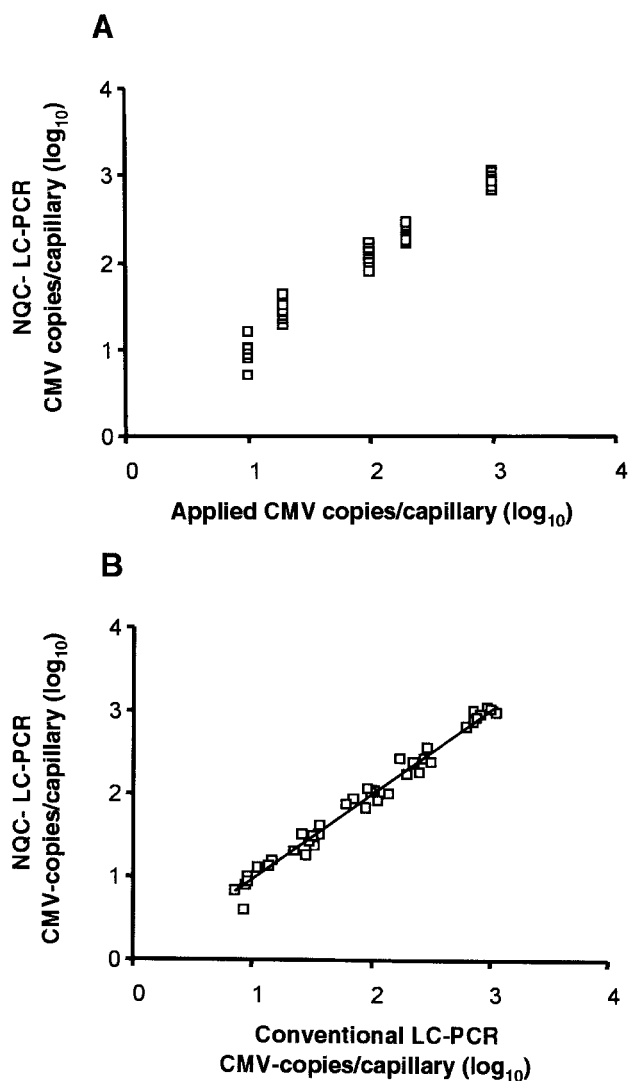 A
NQC- LC-PCR
CMV copies/capillary (log10)
4
3
2
1
0
0 1 2 3 4
Applied CMV copies/capillary (log10)
B
NQC- LC-PCR
CMV-copies/capillary (log10)
4
3
2
1
0
0 1 2 3 4
Conventional LC-PCR
CMV-copies/capillary (log10)